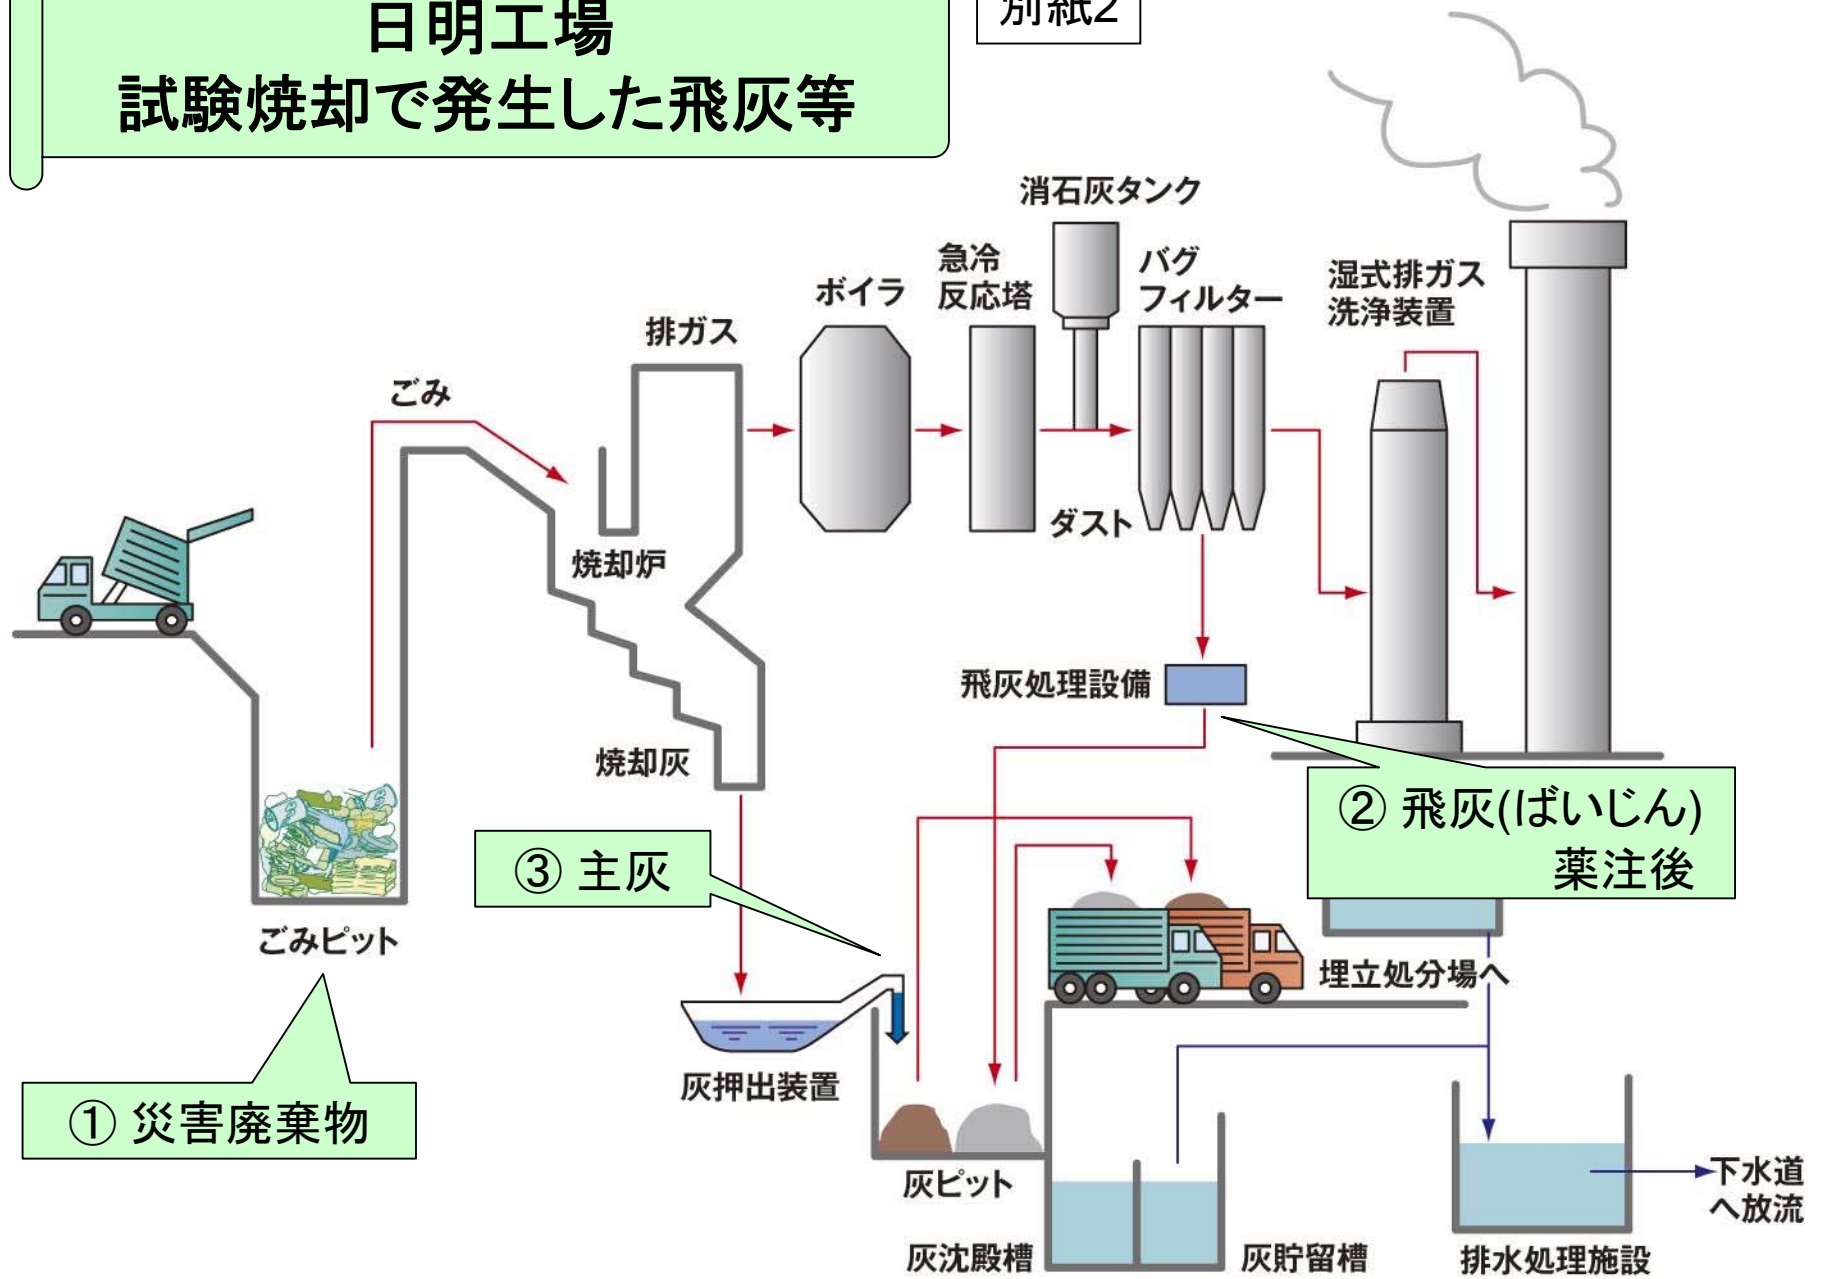 日明工場
試験焼却で発生した飛灰等
別紙2
消石灰タンク
急冷
反応塔
バグ
フィルター
湿式排ガス
洗浄装置
ボイラ
排ガス
ごみ
ダスト
焼却炉
飛灰処理設備
焼却灰
② 飛灰(ばいじん)
薬注後
③ 主灰
ごみピット
埋立処分場へ
灰押出装置
① 災害廃棄物
灰ピット
下水道
へ放流
灰沈殿槽
灰貯留槽
排水処理施設